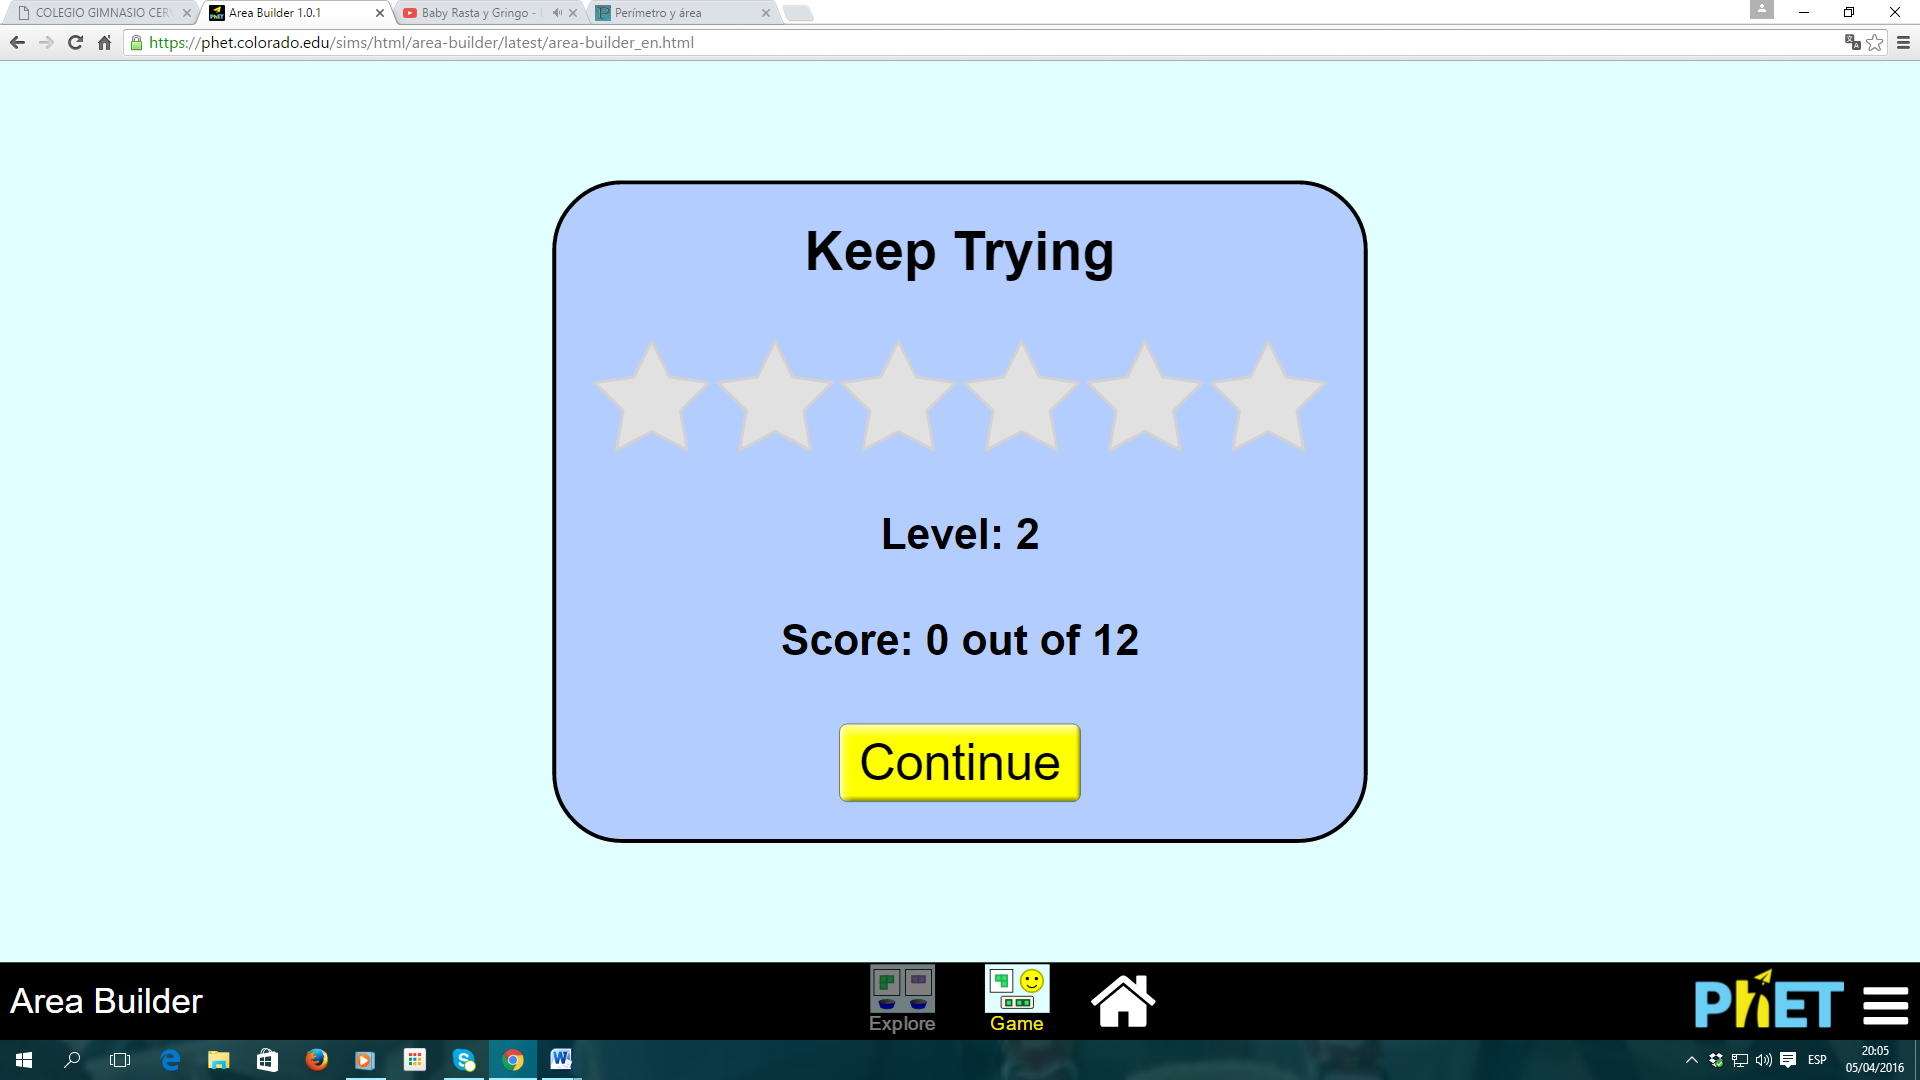 COLEGIO GIMNASIO CERV
Area Builder 1.0.1
Baby Rasta y Gringo -
Perímetro y área
https://phet.colorado.edu/sims/html/area-builder/latest/area-builder_en.html
Keep Trying
Level: 2
Score: 0 out of 12
Continue
Area Builder
Explore
Game
PhET
ESP
20:05
05/04/2016